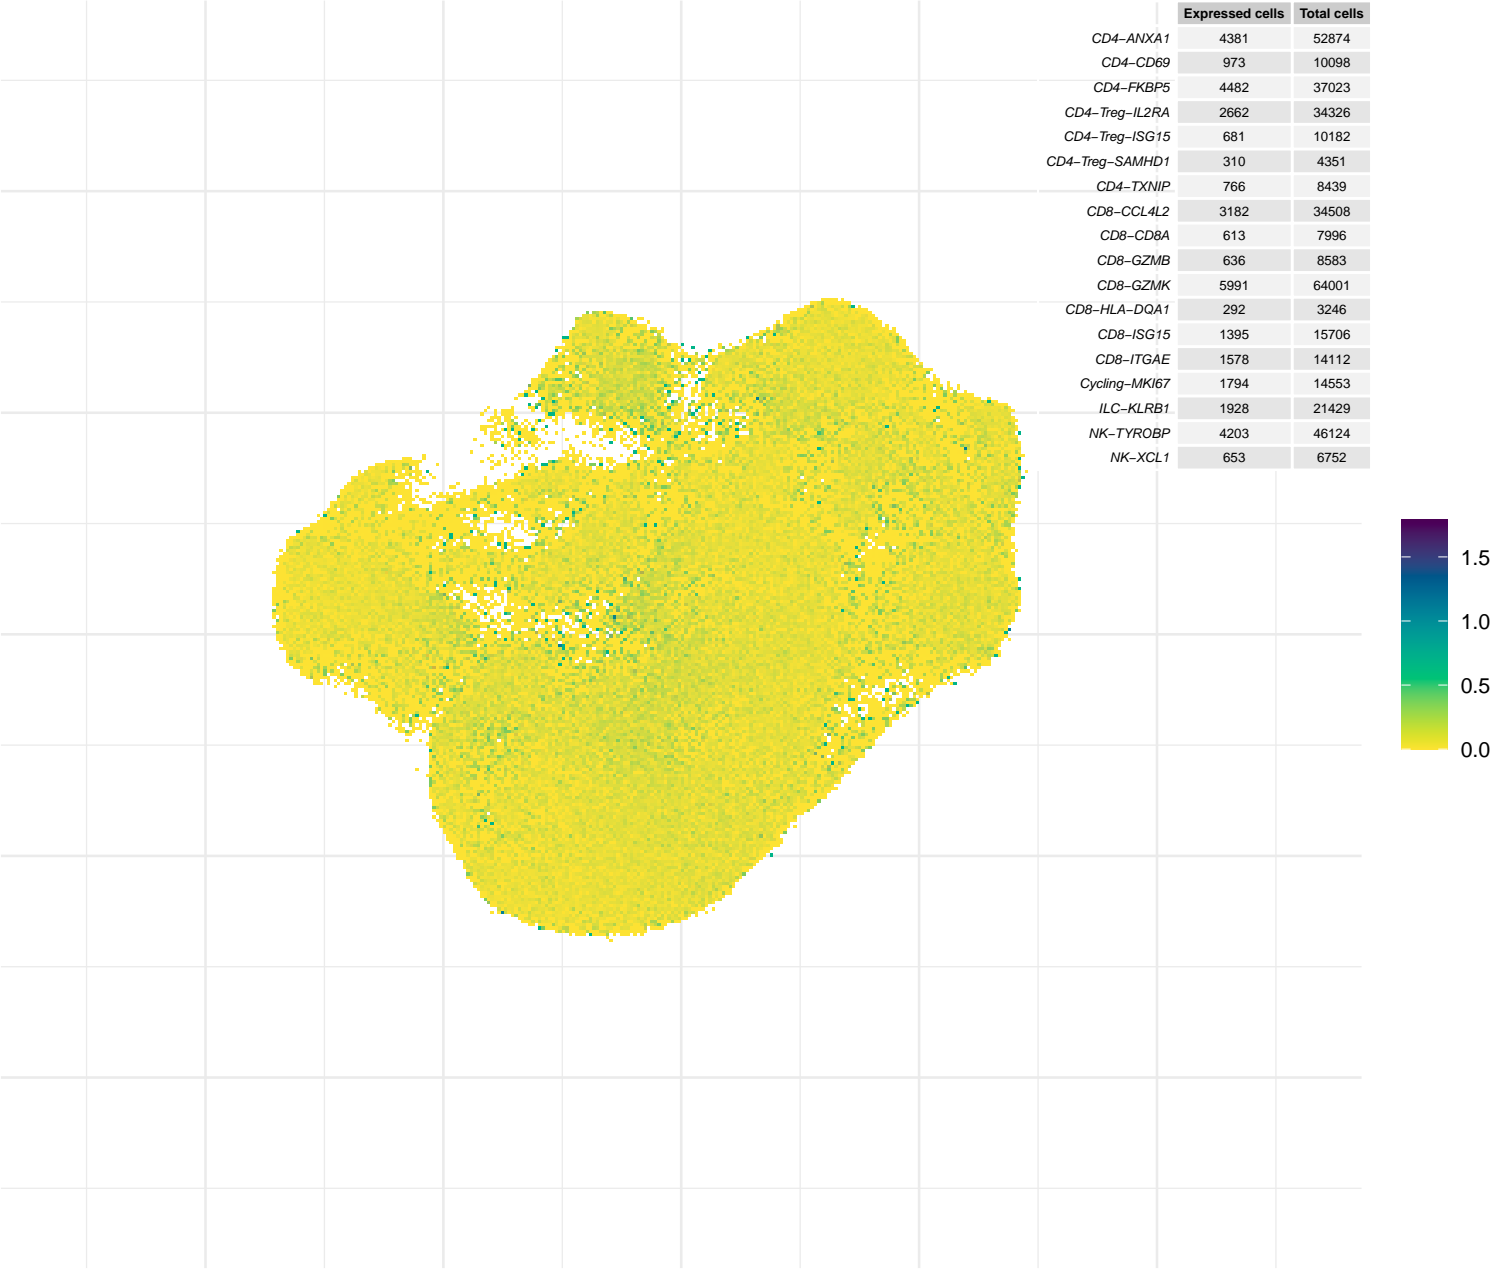 Expressed cells Total cells
CD4−ANXA1 4381 52874
CD4−CD69 973 10098
CD4−FKBP5 4482 37023
CD4−Treg−IL2RA 2662 34326
CD4−Treg−ISG15 681 10182
CD4−Treg−SAMHD1 310 4351
CD4−TXNIP 766 8439
CD8−CCL4L2 3182 34508
CD8−CD8A 613 7996
CD8−GZMB 636 8583
CD8−GZMK 5991 64001
CD8−HLA−DQA1 292 3246
CD8−ISG15 1395 15706
CD8−ITGAE 1578 14112
Cycling−MKI67 1794 14553
ILC−KLRB1 1928 21429
NK−TYROBP 4203 46124
NK−XCL1 653 6752
1.5
1.0
0.5
0.0